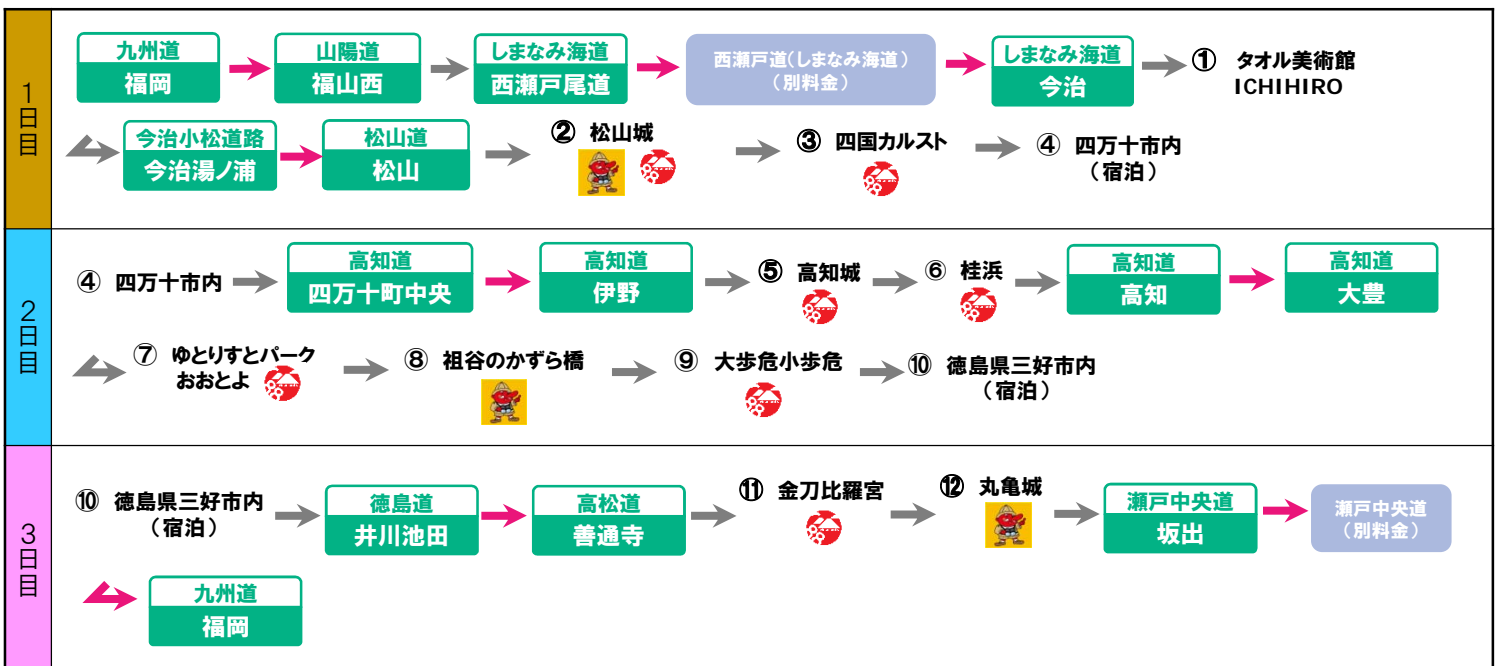 1日目
九州道
福岡
山陽道
福山西
しまなみ海道
西瀬戸尾道
西瀬戸道(しまなみ海道)
(別料金)
しまなみ海道
今治
① タオル美術館
ICHIHIRO
今治小松道路
今治湯ノ浦
松山道
松山
② 松山城
③ 四国カルスト
④ 四万十市内
(宿泊)
2日目
④ 四万十市内
高知道
四万十町中央
高知道
伊野
⑤ 高知城
⑥ 桂浜
高知道
高知
高知道
大豊
⑦ ゆとりすとパーク
おおとよ
⑧ 祖谷のかずら橋
⑨ 大歩危小歩危
⑩ 徳島県三好市内
(宿泊)
3日目
⑩ 徳島県三好市内
(宿泊)
徳島道
井川池田
高松道
善通寺
⑪ 金刀比羅宮
⑫ 丸亀城
瀬戸中央道
坂出
瀬戸中央道
(別料金)
九州道
福岡